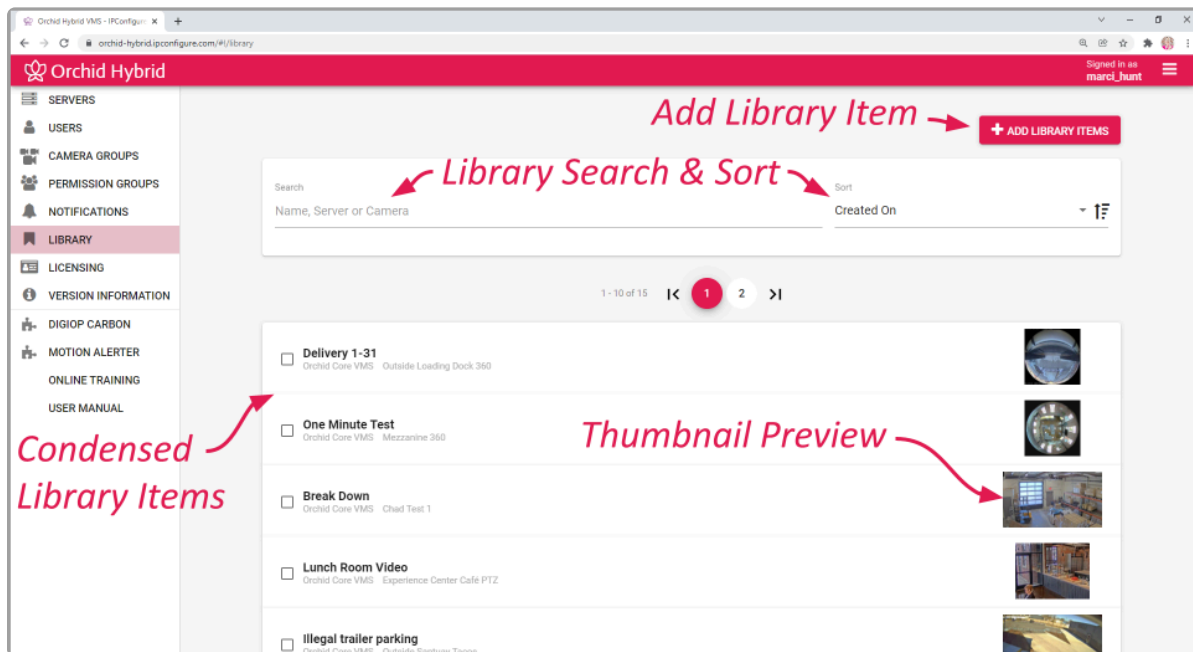 Orchid Hybrid VMS - IPConfigur
orchid-hybrid.ipconfigure.com/#!/library
Orchid Hybrid
Signed in as
marci_hunt
SERVERS
USERS
CAMERA GROUPS
PERMISSION GROUPS
NOTIFICATIONS
LIBRARY
LICENSING
VERSION INFORMATION
DIGIOP CARBON
MOTION ALERTER
ONLINE TRAINING
USER MANUAL
Add Library Item
ADD LIBRARY ITEMS
Library Search & Sort
Search
Name, Server or Camera
Sort
Created On
1 - 10 of 15
1
2
Delivery 1-31
Orchid Core VMS Outside Loading Dock 360
One Minute Test
Orchid Core VMS Mezzanine 360
Thumbnail Preview
Condensed
Library Items
Break Down
Orchid Core VMS Chad Test 1
Lunch Room Video
Orchid Core VMS Experience Center Café PTZ
Illegal trailer parking
Orchid Core VMS Outside